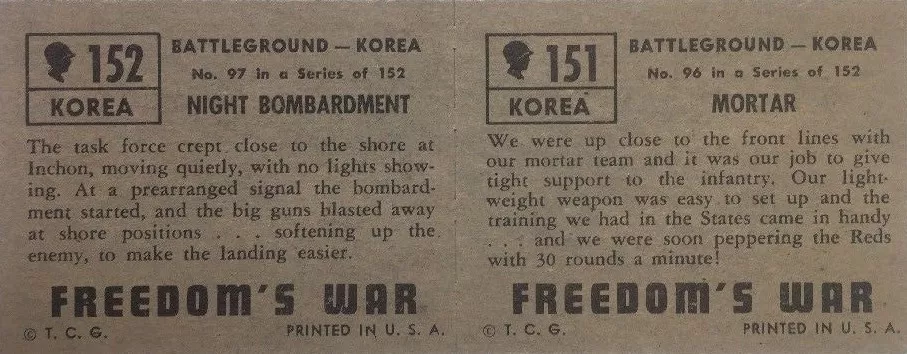 152
KOREA
BATTLEGROUND — KOREA
No. 97 in a Series of 152
NIGHT BOMBARDMENT
The task force crept close to the shore at
Inchon, moving quietly, with no lights show-
ing. At a prearranged signal the bombard-
ment started, and the big guns blasted away
at shore positions . . . softening up the
enemy, to make the landing easier.
FREEDOM'S WAR
© T. C. G.
PRINTED IN U. S. A.
151
KOREA
BATTLEGROUND — KOREA
No. 96 in a Series of 152
MORTAR
We were up close to the front lines with
our mortar team and it was our job to give
tight support to the infantry. Our light-
weight weapon was easy to set up and the
training we had in the States came in handy
. . . and we were soon peppering the Reds
with 30 rounds a minute!
FREEDOM'S WAR
© T. C. G.
PRINTED IN U. S. A.